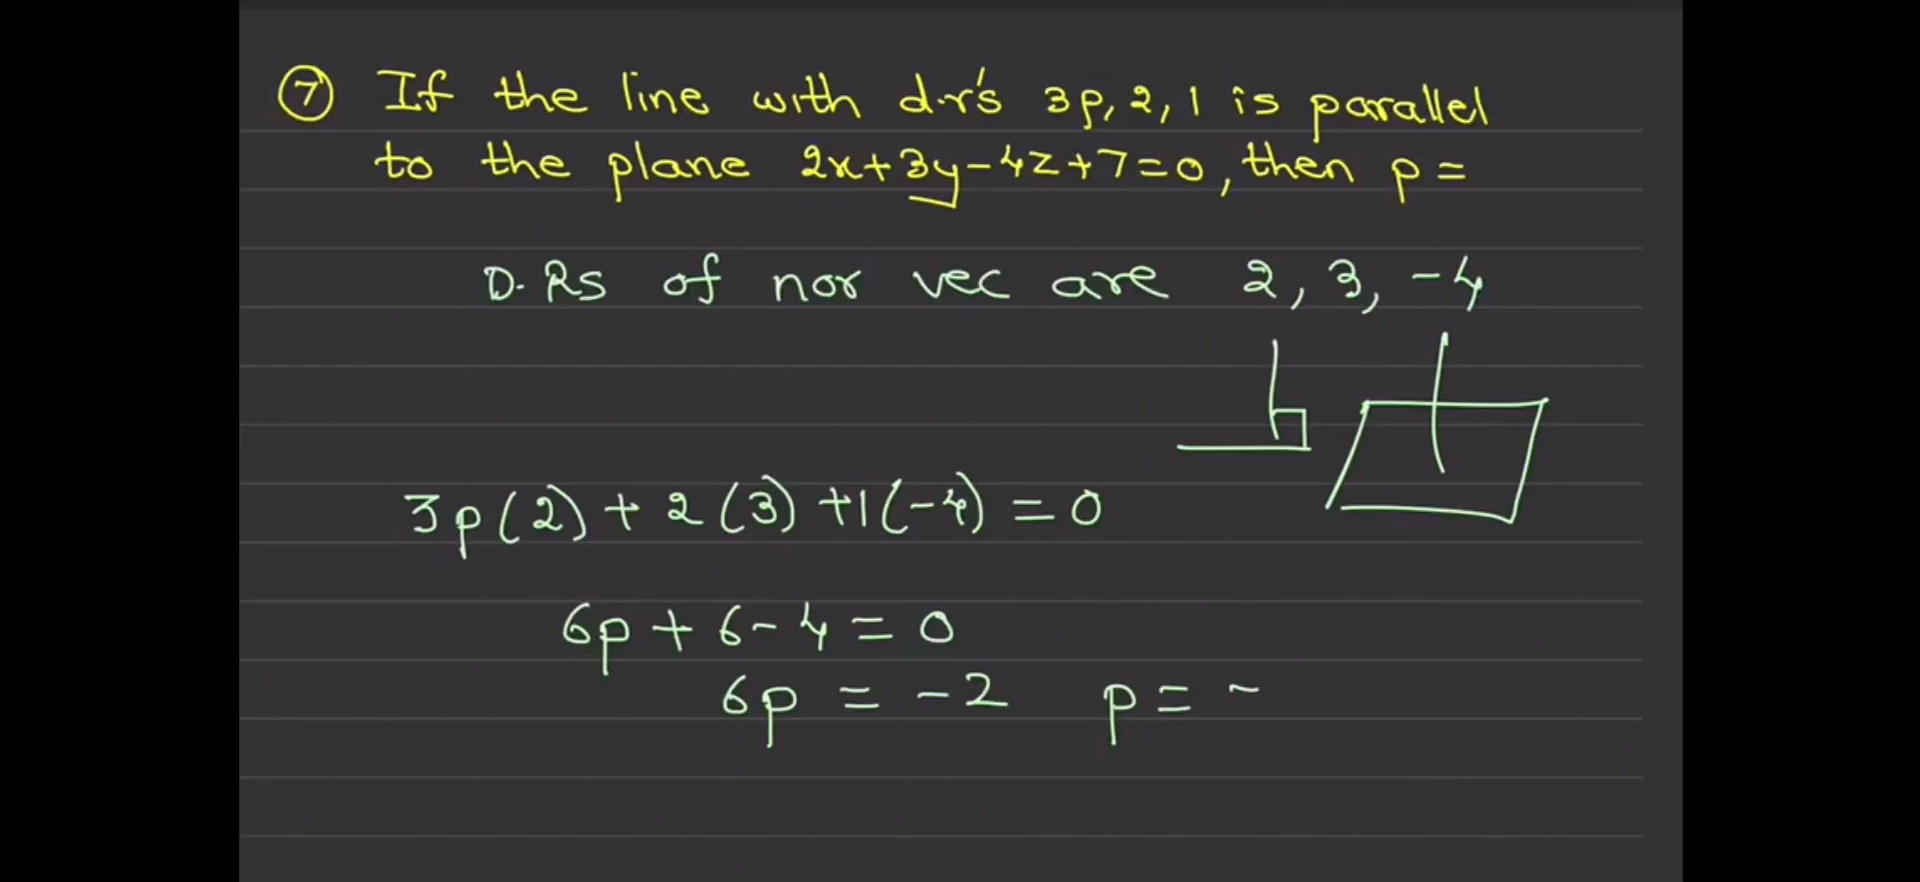 7 If the line with d.r's 3p, 2, 1 is parallel
to the plane 2x+3y-4z+7=0, then p =
D.Rs of nor vec are 2, 3, -4
3p(2) + 2(3) +1(-4) = 0
6p + 6 - 4 = 0
6p = -2 p = -